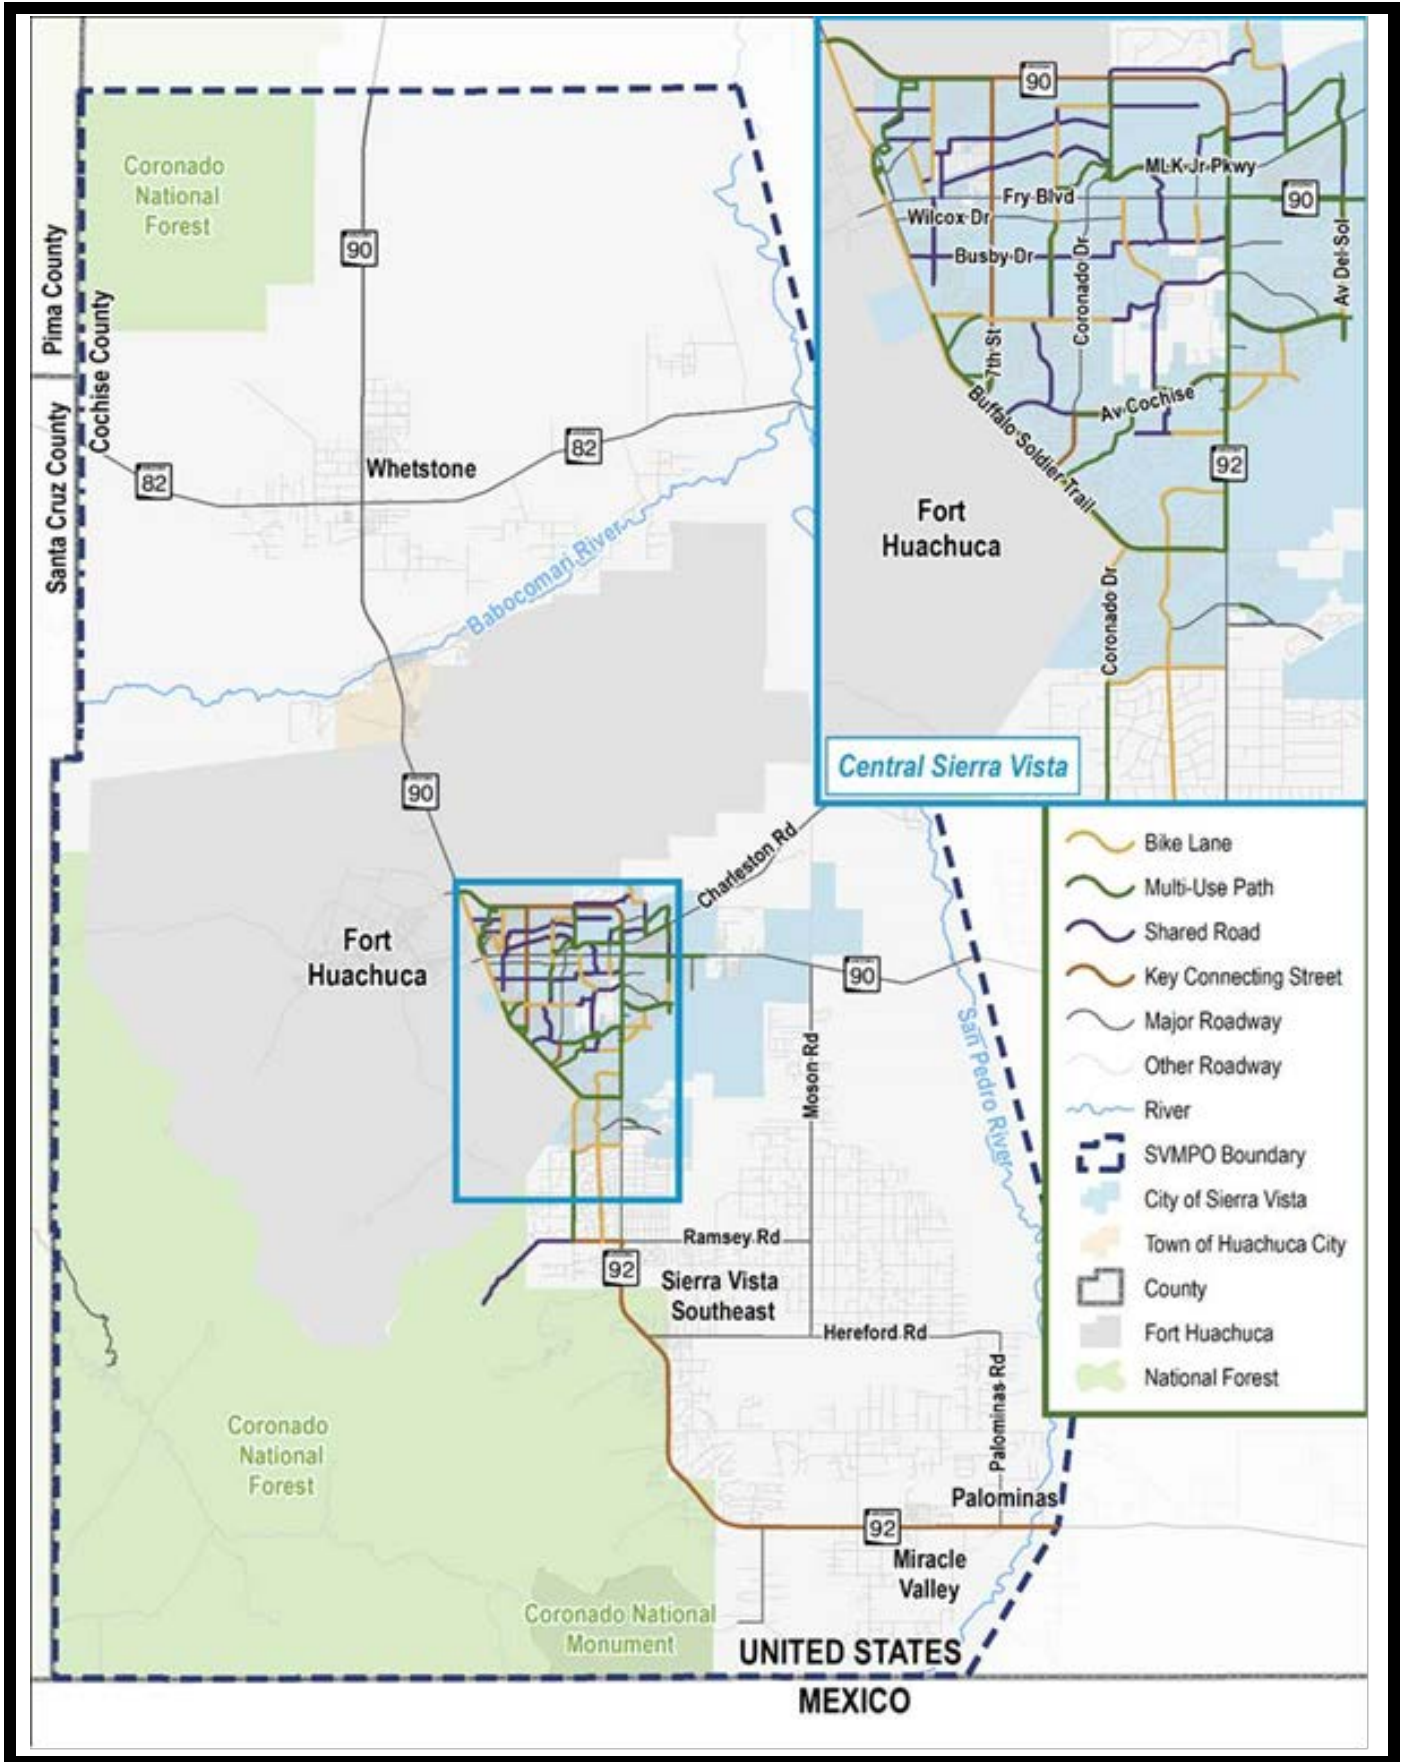 Coronado
National
Forest
Pima County
Cochise County
Santa Cruz County
90
82
82
Whetstone
Babocomari River
90
Fort
Huachuca
Charleston Rd
90
San Pedro River
Moson Rd
Ramsey Rd
92
Sierra Vista
Southeast
Hereford Rd
Palominas Rd
Palominas
92
Miracle
Valley
Coronado
National
Forest
Coronado National
Monument
UNITED STATES
MEXICO
90
MLK Jr Pkwy
90
Fry Blvd
Wilcox Dr
Busby Dr
Coronado Dr
Av Del Sol
7th St
Av Cochise
Buffalo Soldier Trail
92
Fort
Huachuca
Coronado Dr
Central Sierra Vista
Bike Lane
Multi-Use Path
Shared Road
Key Connecting Street
Major Roadway
Other Roadway
River
SVMPO Boundary
City of Sierra Vista
Town of Huachuca City
County
Fort Huachuca
National Forest